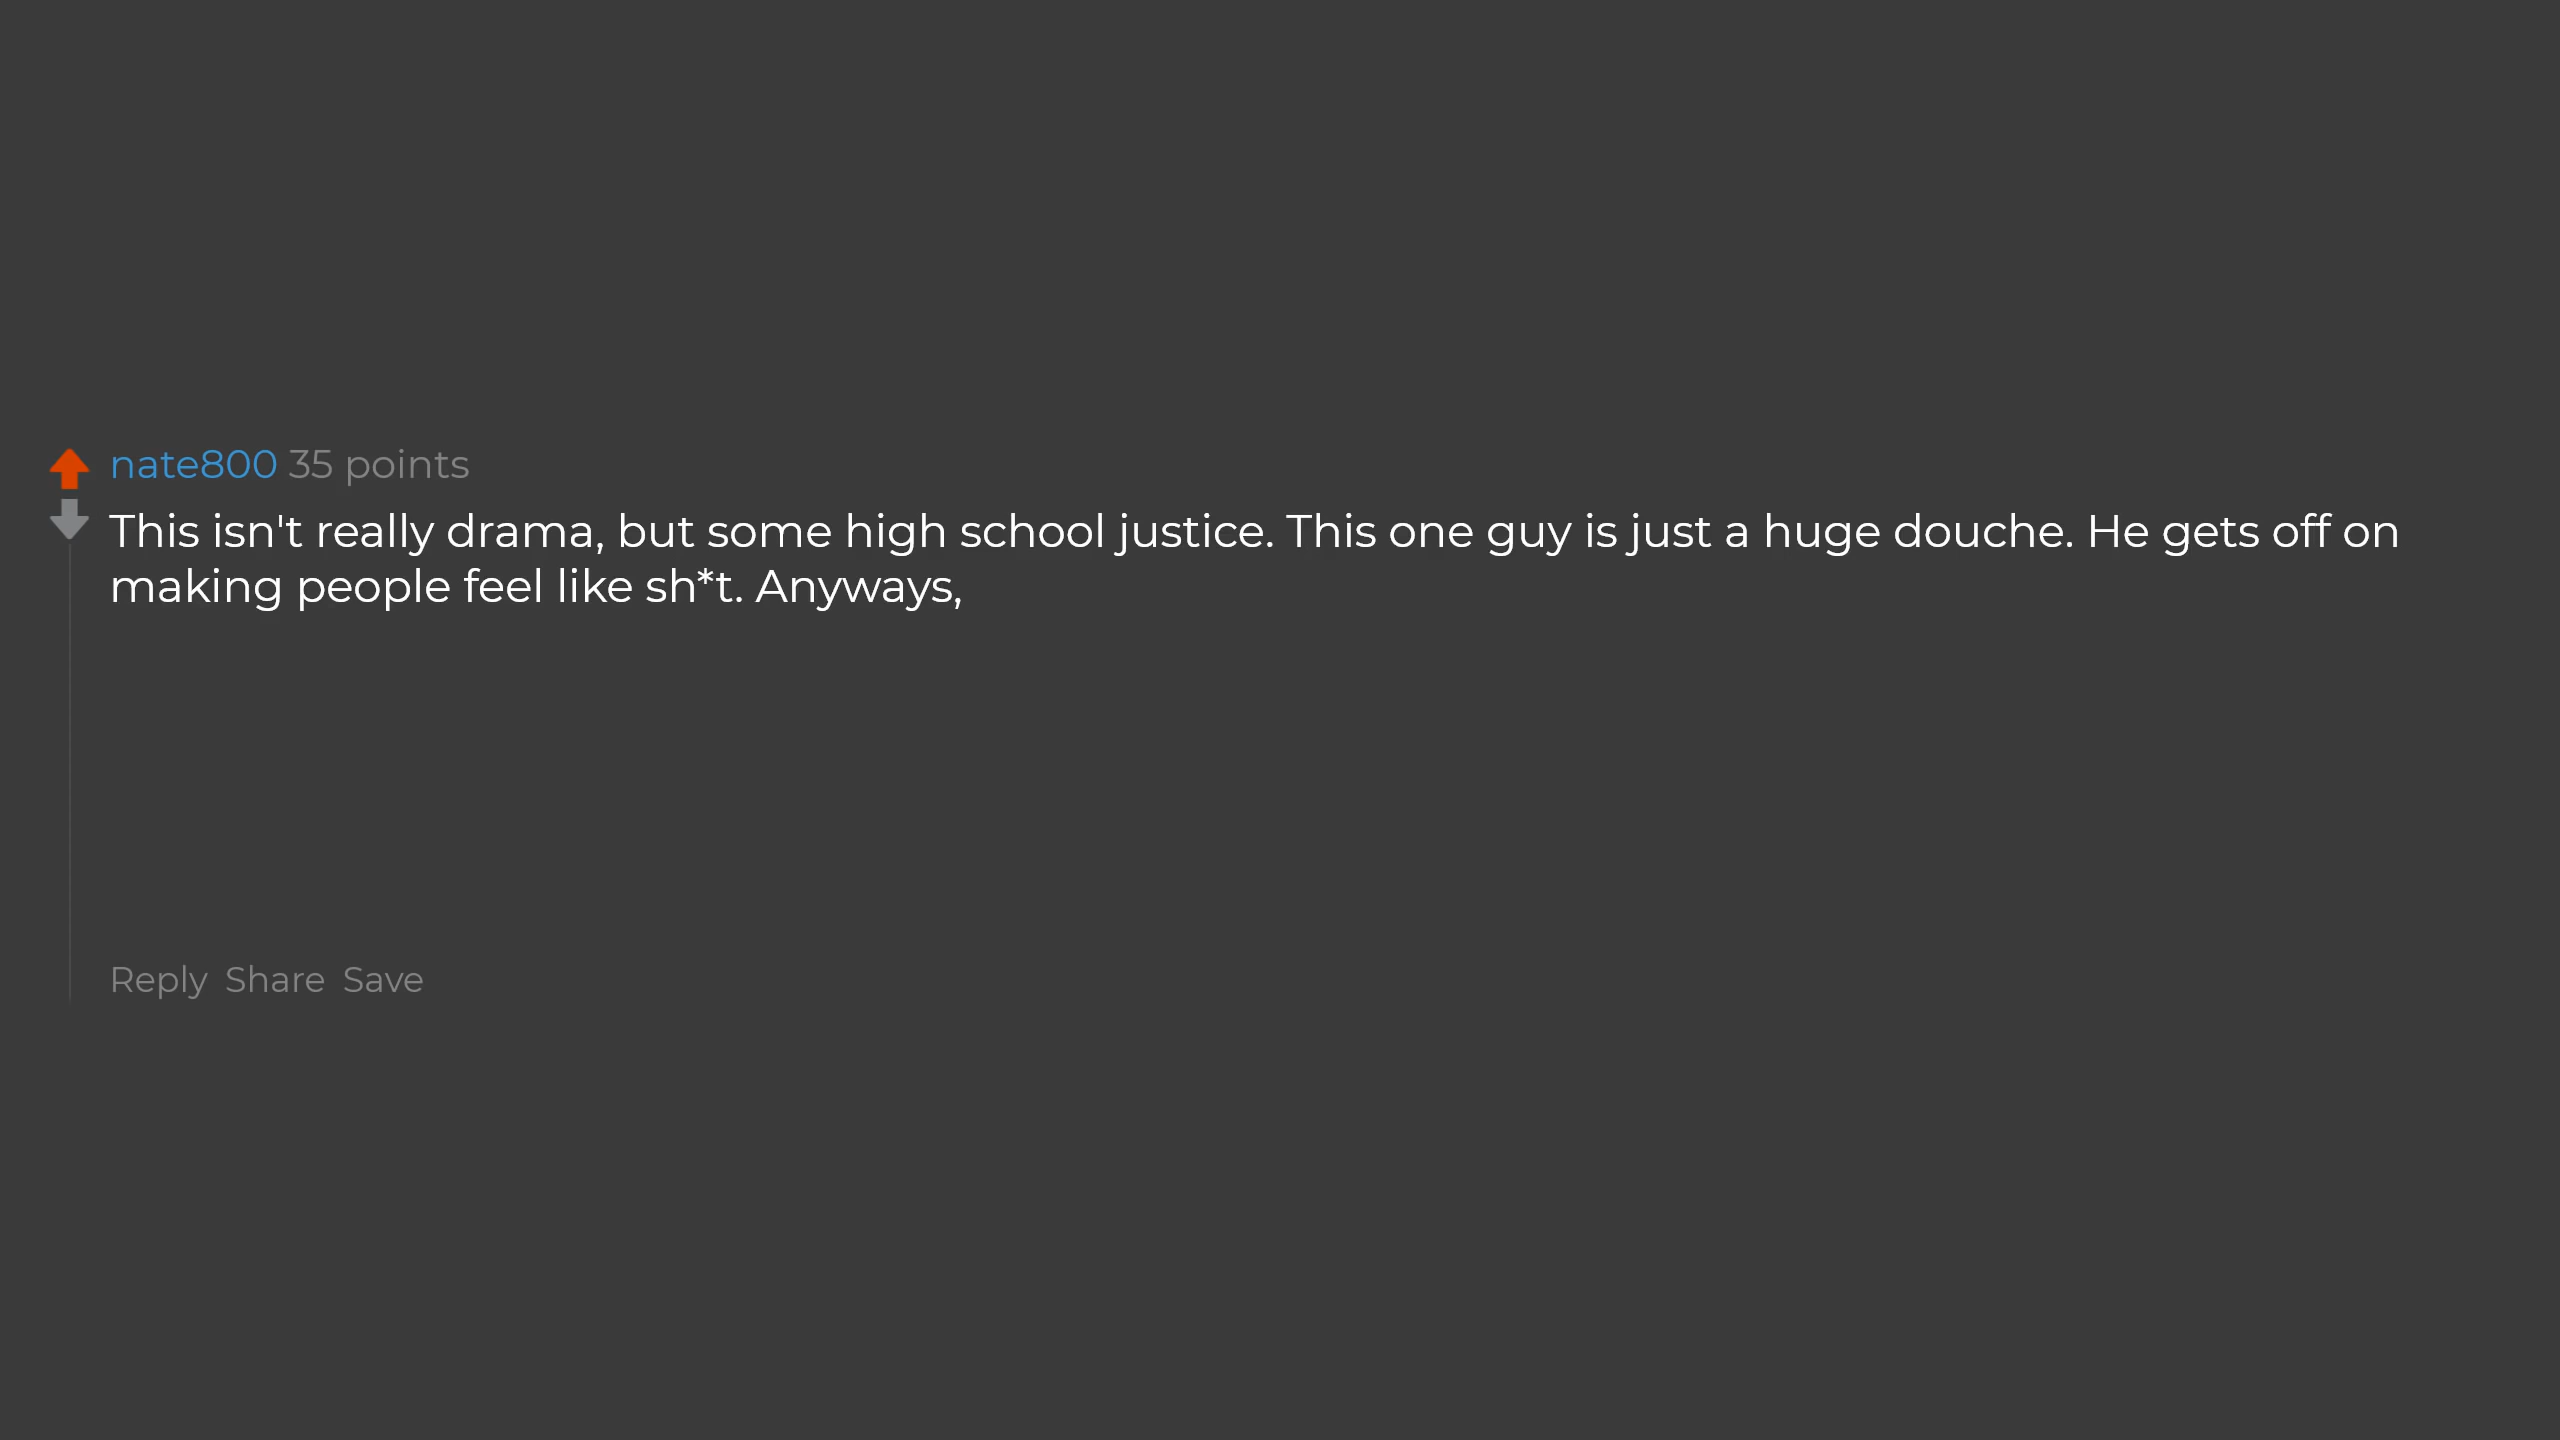 nate800 35 points
This isn't really drama, but some high school justice. This one guy is just a huge douche. He gets off on
making people feel like sh*t. Anyways,
Reply Share Save